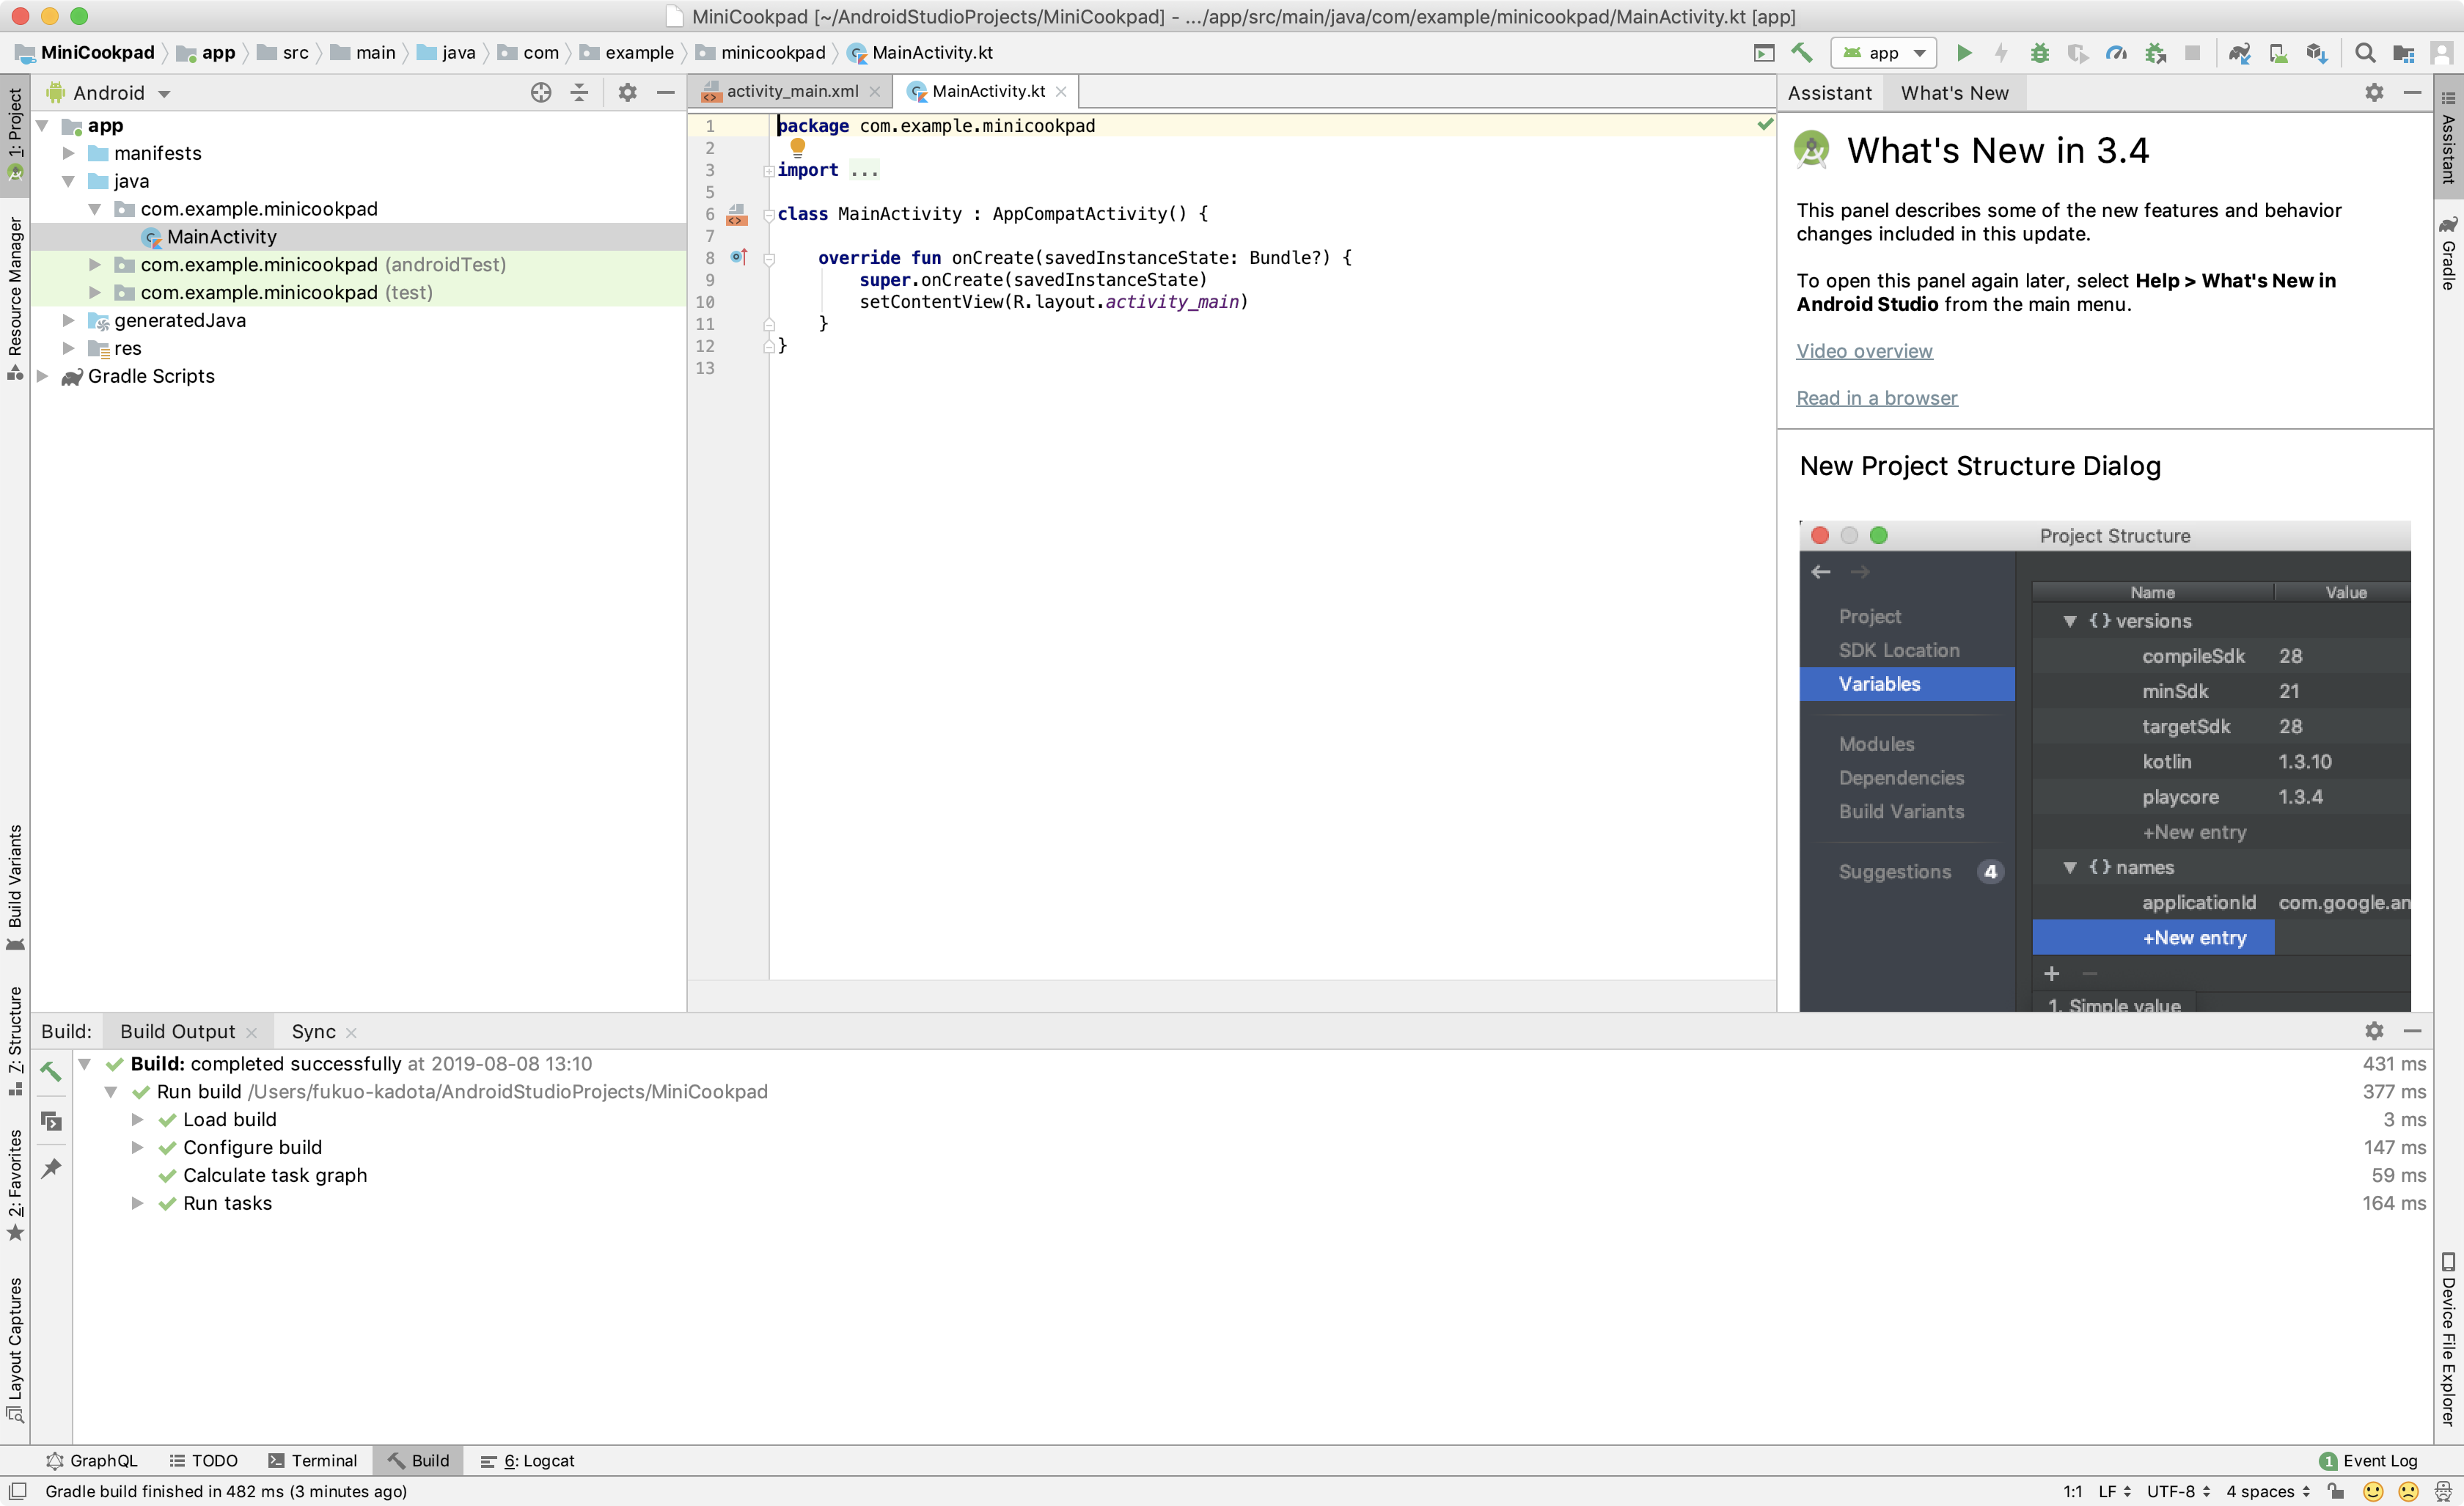 MiniCookpad [~/AndroidStudioProjects/MiniCookpad] - .../app/src/main/java/com/example/minicookpad/MainActivity.kt [app]
MiniCookpad app src main java com example minicookpad MainActivity.kt
app
1: Project
Resource Manager
Build Variants
7: Structure
2: Favorites
Layout Captures
Android
app
manifests
java
com.example.minicookpad
MainActivity
com.example.minicookpad (androidTest)
com.example.minicookpad (test)
generatedJava
res
Gradle Scripts
activity_main.xml
MainActivity.kt
1 package com.example.minicookpad
2
3 import ...
5
6 class MainActivity : AppCompatActivity() {
7
8 override fun onCreate(savedInstanceState: Bundle?) {
9 super.onCreate(savedInstanceState)
10 setContentView(R.layout.activity_main)
11 }
12 }
13
Assistant What's New
What's New in 3.4
This panel describes some of the new features and behavior
changes included in this update.
To open this panel again later, select Help > What's New in
Android Studio from the main menu.
Video overview
Read in a browser
New Project Structure Dialog
Project Structure
Project
SDK Location
Variables
Modules
Dependencies
Build Variants
Suggestions 4
Name Value
{} versions
compileSdk 28
minSdk 21
targetSdk 28
kotlin 1.3.10
playcore 1.3.4
+New entry
{} names
applicationId com.google.an
+New entry
1. Simple value
Assistant
Gradle
Device File Explorer
Build: Build Output Sync
Build: completed successfully at 2019-08-08 13:10 431 ms
Run build /Users/fukuo-kadota/AndroidStudioProjects/MiniCookpad 377 ms
Load build 3 ms
Configure build 147 ms
Calculate task graph 59 ms
Run tasks 164 ms
GraphQL TODO Terminal Build 6: Logcat 1 Event Log
Gradle build finished in 482 ms (3 minutes ago) 1:1 LF UTF-8 4 spaces